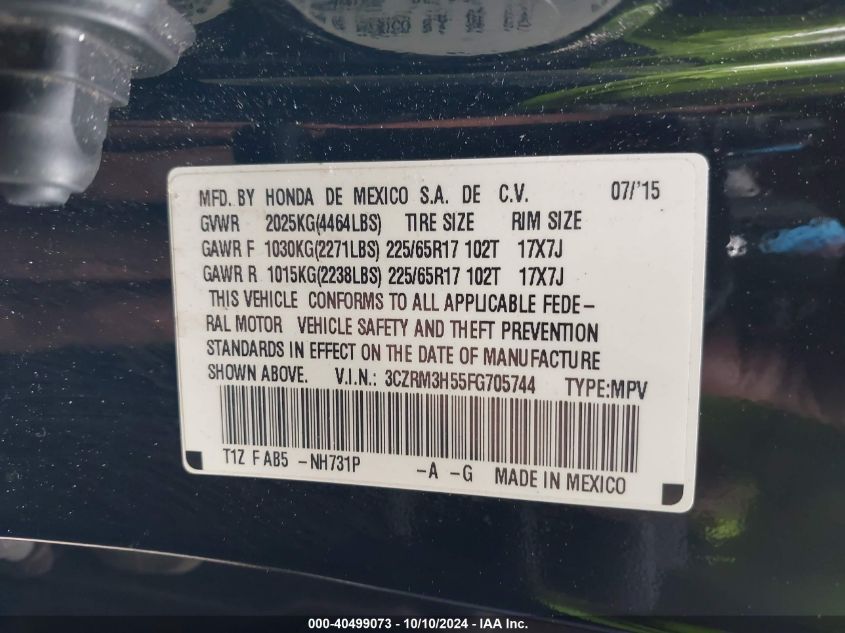 MFD. BY HONDA DE MEXICO S.A. DE C.V. 07/'15
GVWR 2025KG(4464LBS) TIRE SIZE RIM SIZE
GAWR F 1030KG(2271LBS) 225/65R17 102T 17X7J
GAWR R 1015KG(2238LBS) 225/65R17 102T 17X7J
THIS VEHICLE CONFORMS TO ALL APPLICABLE FEDE-
RAL MOTOR VEHICLE SAFETY AND THEFT PREVENTION
STANDARDS IN EFFECT ON THE DATE OF MANUFACTURE
SHOWN ABOVE. V.I.N.: 3CZRM3H55FG705744 TYPE:MPV
T1Z F AB5 -NH731P -A -G MADE IN MEXICO
000-40499073 - 10/10/2024 - IAA Inc.